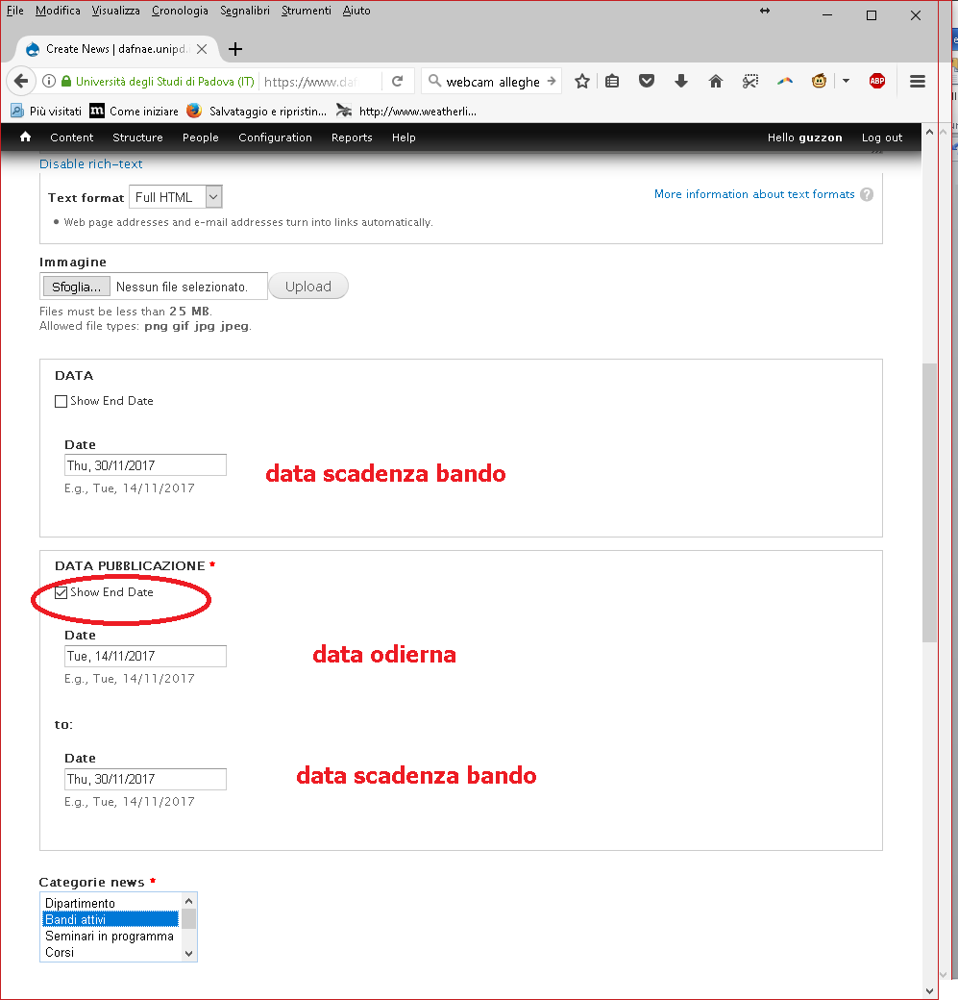 File Modifica Visualizza Cronologia Segnalibri Strumenti Aiuto
Create News | dafnae.unipd.
Università degli Studi di Padova (IT) https://www.daf
webcam alleghe
ABP
Più visitati m Come iniziare Salvataggio e ripristin... http://www.weatherli...
Content Structure People Configuration Reports Help Hello guzzon Log out
Disable rich-text
Text format Full HTML More information about text formats ?
• Web page addresses and e-mail addresses turn into links automatically.
Immagine
Sfoglia... Nessun file selezionato. Upload
Files must be less than 25 MB.
Allowed file types: png gif jpg jpeg.
DATA
Show End Date
Date
Thu, 30/11/2017
data scadenza bando
E.g., Tue, 14/11/2017
DATA PUBBLICAZIONE *
Show End Date
Date
Tue, 14/11/2017
data odierna
E.g., Tue, 14/11/2017
to:
Date
Thu, 30/11/2017
data scadenza bando
E.g., Tue, 14/11/2017
Categorie news *
Dipartimento
Bandi attivi
Seminari in programma
Corsi